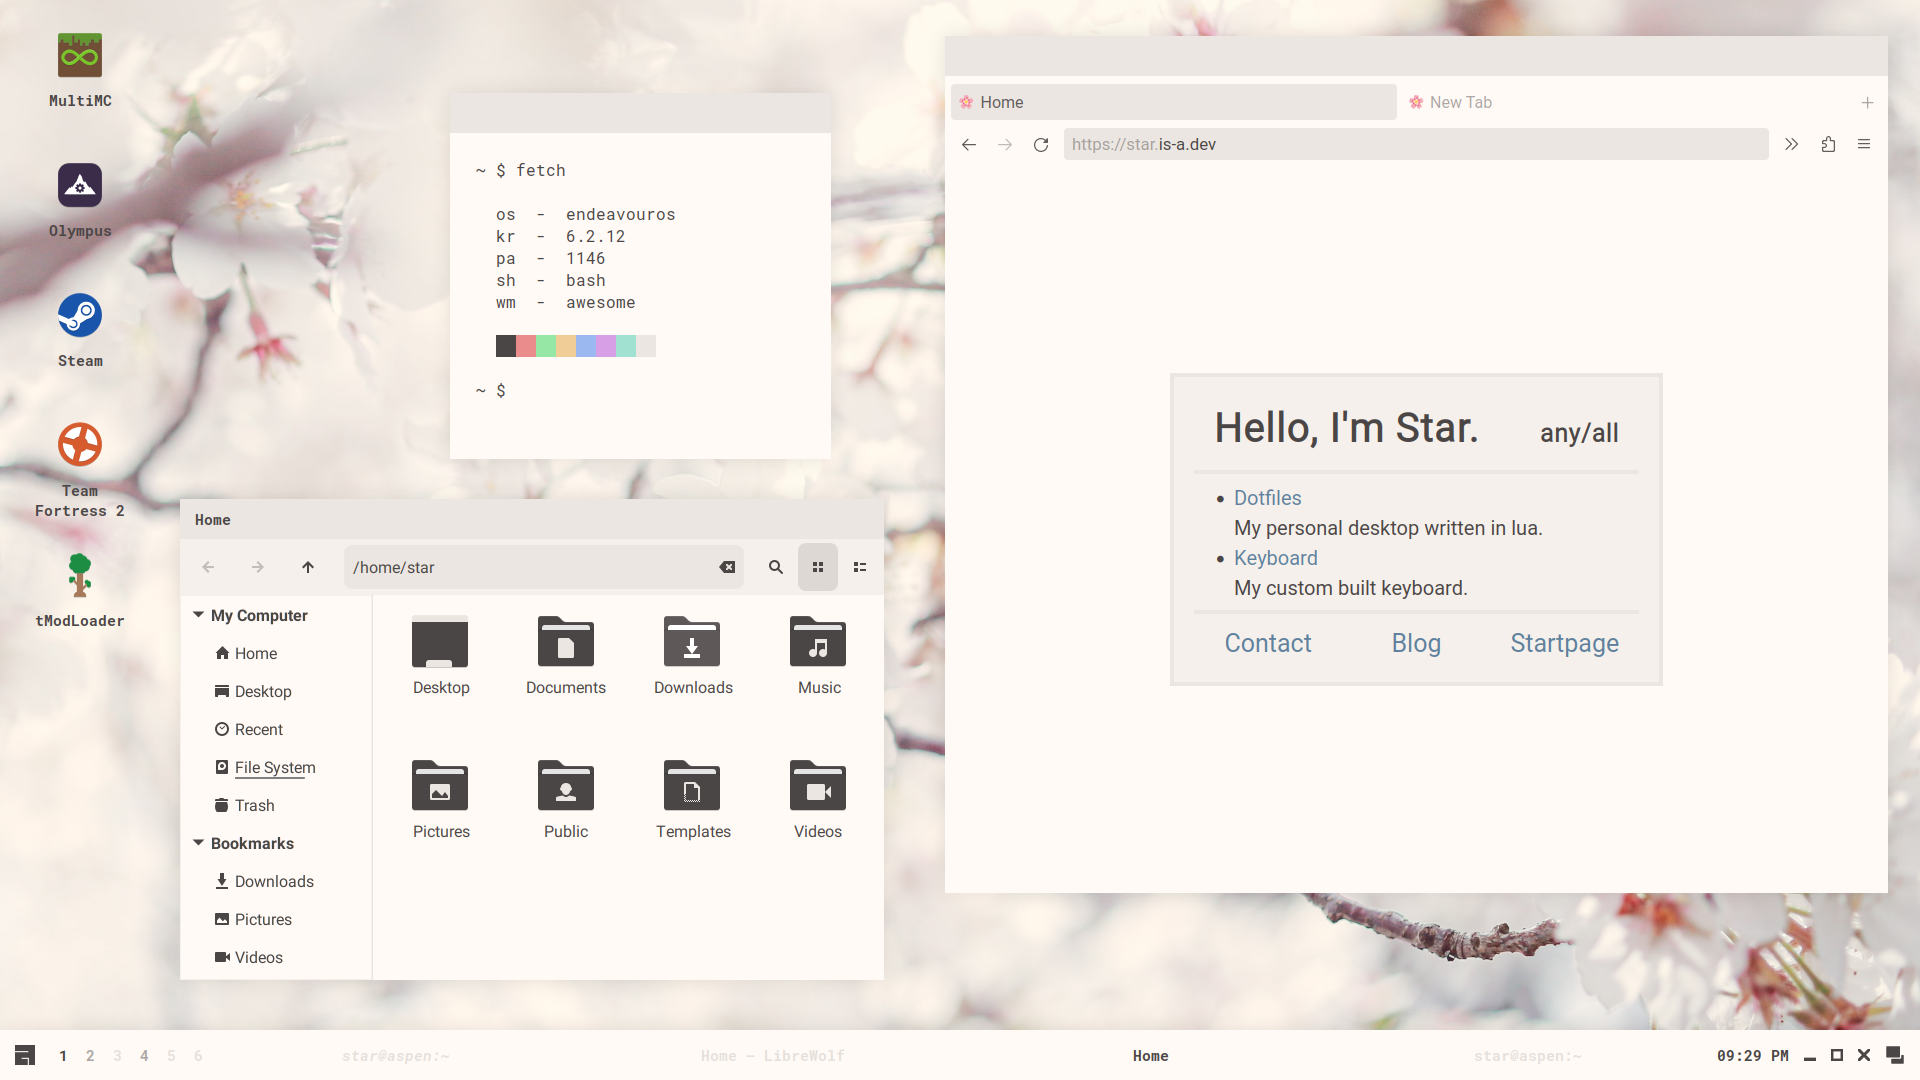 MultiMC
Olympus
Steam
Team
Fortress 2
tModLoader
~ $ fetch
os - endeavouros
kr - 6.2.12
pa - 1146
sh - bash
wm - awesome
~ $
Home
/home/star
My Computer
Home
Desktop
Recent
File System
Trash
Bookmarks
Downloads
Pictures
Videos
Desktop Documents Downloads Music
Pictures Public Templates Videos
Home New Tab
https://star.is-a.dev
Hello, I'm Star. any/all
• Dotfiles
My personal desktop written in lua.
• Keyboard
My custom built keyboard.
Contact Blog Startpage
1 2 3 4 5 6 star@aspen:~ Home — LibreWolf Home star@aspen:~ 09:29 PM